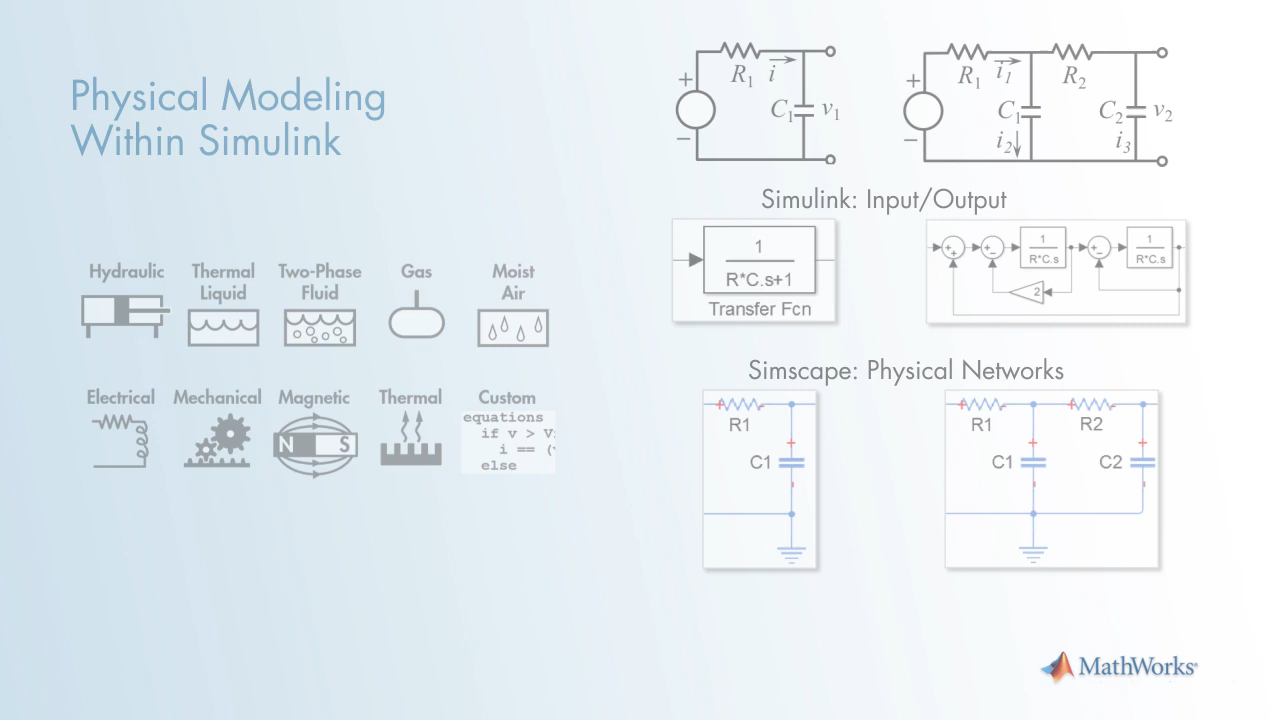 Physical Modeling
Within Simulink
Hydraulic
Thermal
Liquid
Two-Phase
Fluid
Gas
Moist
Air
Electrical
Mechanical
Magnetic
N
S
Thermal
Custom
equations
if v > V
i == (
else
+
R1 i
C1
v1
−
+
R1 i1
R2
C1
C2
v2
i2
i3
−
Simulink: Input/Output
1
R*C.s+1
Transfer Fcn
+
+
+
−
1
R*C.s
+
−
1
R*C.s
2
Simscape: Physical Networks
+ -
R1
+
C1
+ -
R1
+ -
R2
+
C1
+
C2
MathWorks®